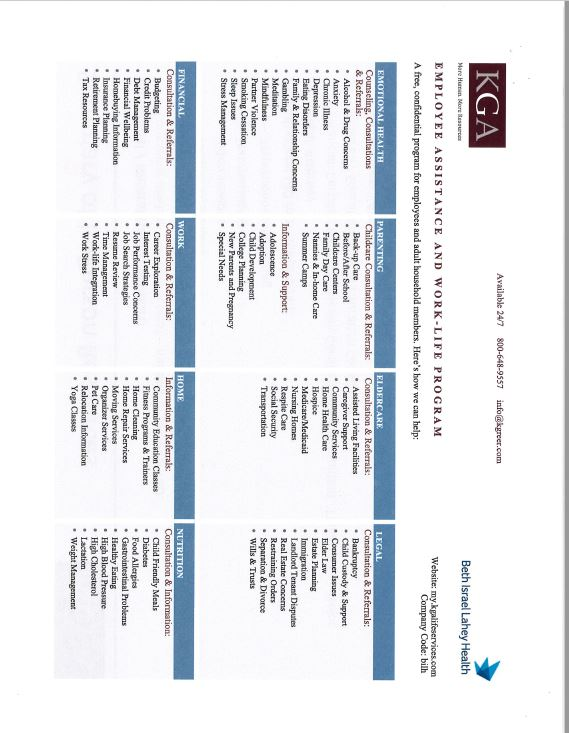 KGA
More Human. More Resources
Available 24/7 800-648-9557 info@kgreer.com
Beth Israel Lahey Health
Website: my.kgalifeservices.com
Company Code: bilh
EMPLOYEE ASSISTANCE AND WORK-LIFE PROGRAM
A free, confidential program for employees and adult household members. Here's how we can help:
EMOTIONAL HEALTH
Counseling, Consultations
& Referrals:
• Alcohol & Drug Concerns
• Anxiety
• Chronic Illness
• Depression
• Eating Disorders
• Family & Relationship Concerns
• Gambling
• Meditation
• Mindfulness
• Partner Violence
• Smoking Cessation
• Sleep Issues
• Stress Management
PARENTING
Childcare Consultation & Referrals:
• Back-up Care
• Before/After School
• Childcare Centers
• Family Day Care
• Nannies & In-home Care
• Summer Camps
Information & Support:
• Adolescence
• Adoption
• Child Development
• College Planning
• New Parents and Pregnancy
• Special Needs
ELDERCARE
Consultation & Referrals:
• Assisted Living Facilities
• Caregiver Support
• Community Services
• Home Health Care
• Hospice
• Medicare/Medicaid
• Nursing Homes
• Respite Care
• Social Security
• Transportation
LEGAL
Consultation & Referrals:
• Bankruptcy
• Child Custody & Support
• Consumer Issues
• Elder Law
• Estate Planning
• Immigration
• Landlord Tenant Disputes
• Real Estate Concerns
• Restraining Orders
• Separation & Divorce
• Wills & Trusts
FINANCIAL
Consultation & Referrals:
• Budgeting
• Credit Problems
• Debt Management
• Financial Wellbeing
• Homebuying Information
• Insurance Planning
• Retirement Planning
• Tax Resources
WORK
Consultation & Referrals:
• Career Exploration
• Interest Testing
• Job Performance Concerns
• Job Search Strategies
• Resume Review
• Time Management
• Work-life Integration
• Work Stress
HOME
Information & Referrals:
• Community Education Classes
• Fitness Programs & Trainers
• Home Cleaning
• Home Repair Services
• Moving Services
• Organizer Services
• Pet Care
• Relocation Information
• Yoga Classes
NUTRITION
Consultation & Information:
• Child Friendly Meals
• Diabetes
• Food Allergies
• Gastrointestinal Problems
• Healthy Eating
• High Blood Pressure
• High Cholesterol
• Lactation
• Weight Management